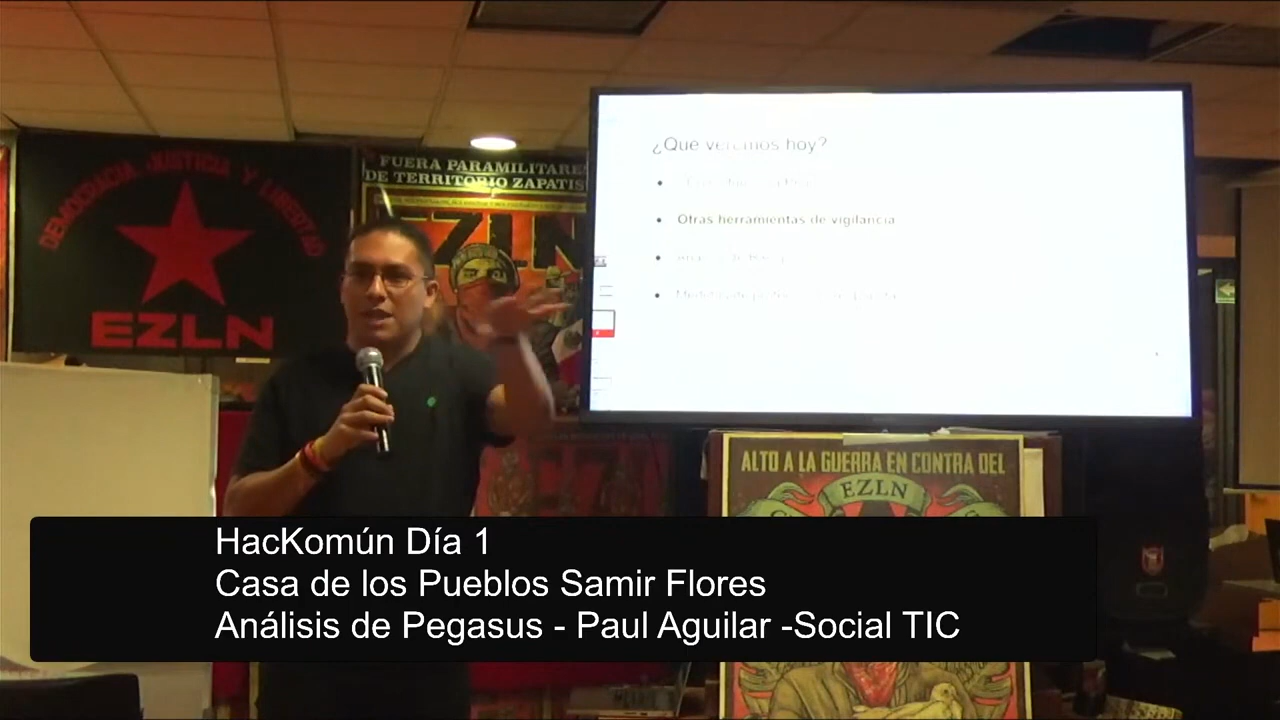 DEMOCRACIA JUSTICIA Y LIBERTAD
EZLN
FUERA PARAMILITARES
DE TERRITORIO ZAPATIS
EZLN
¿Que veremos hoy?
Otras herramientas de vigilancia
ALTO A LA GUERRA EN CONTRA DEL
EZLN
HacKomún Día 1
Casa de los Pueblos Samir Flores
Análisis de Pegasus - Paul Aguilar -Social TIC